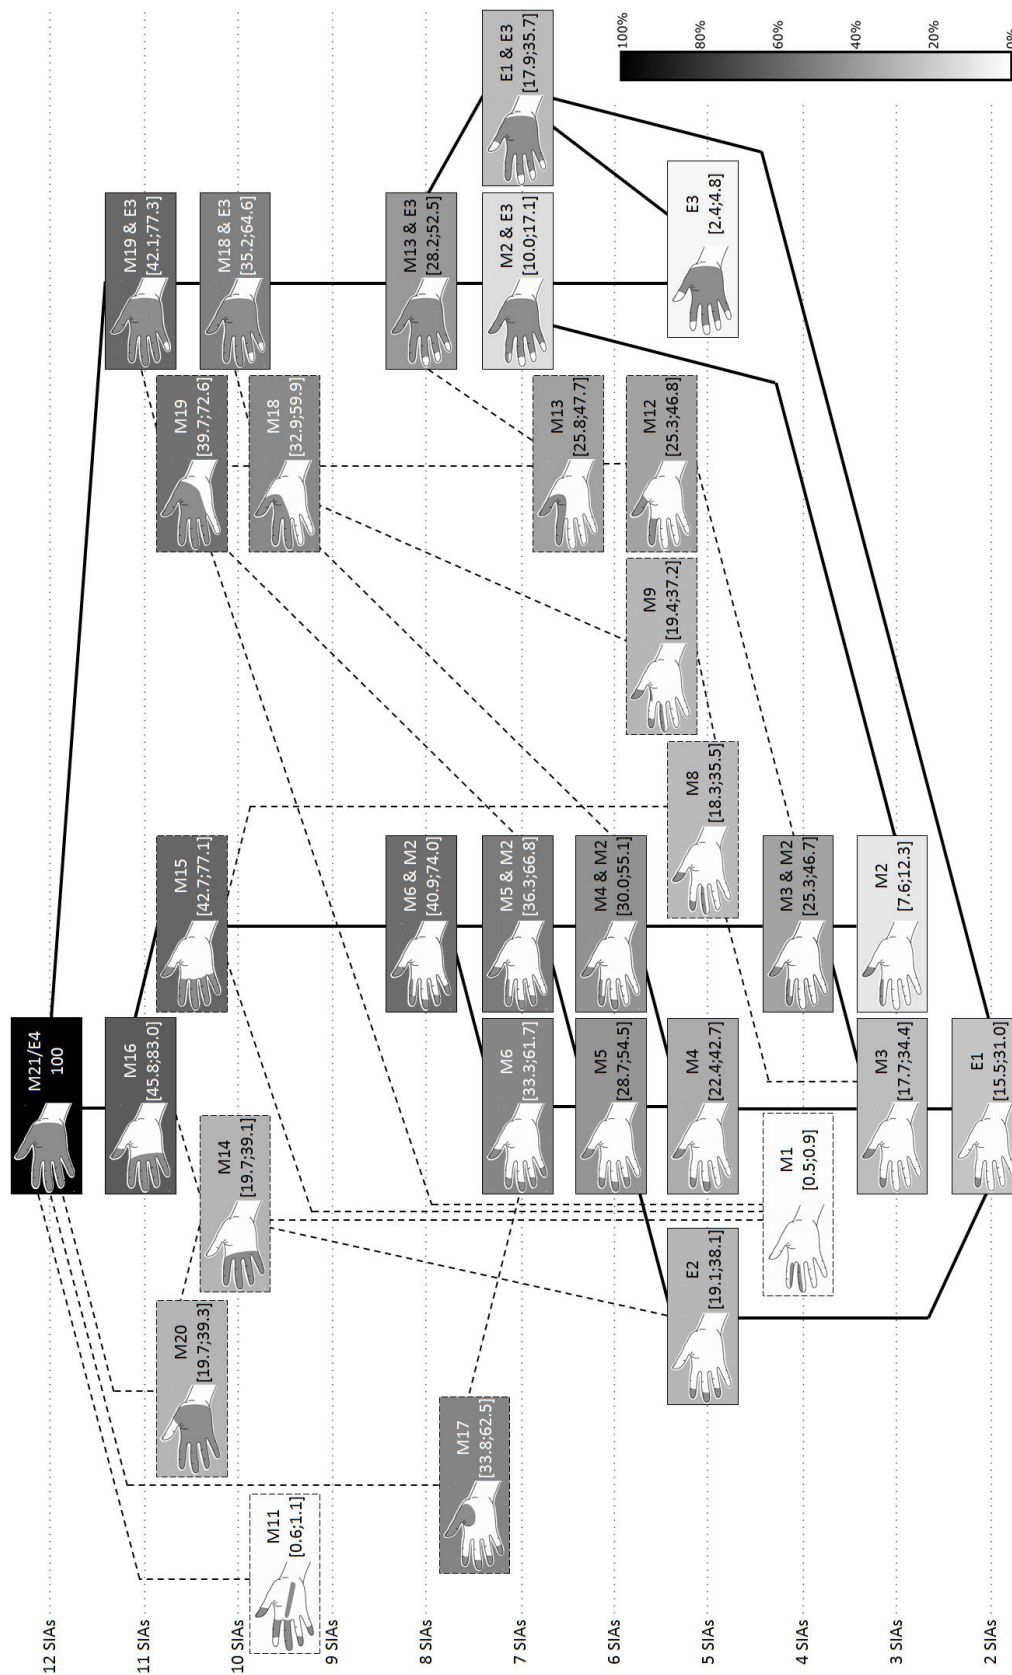 12 SIAs
11 SIAs
10 SIAs
9 SIAs
8 SIAs
7 SIAs
6 SIAs
5 SIAs
4 SIAs
3 SIAs
2 SIAs
M21/E4
100
M16
[45.8;83.0]
M15
[42.7;77.1]
M19 & E3
[42.1;77.3]
M20
[19.7;39.3]
M19
[39.7;72.6]
M14
[19.7;39.1]
M18 & E3
[35.2;64.6]
M11
[0.6;1.1]
M18
[32.9;59.9]
M6 & M2
[40.9;74.0]
M13 & E3
[28.2;52.5]
M17
[33.8;62.5]
M6
[33.3;61.7]
M5 & M2
[36.3;66.8]
M2 & E3
[10.0;17.1]
E1 & E3
[17.9;35.7]
M13
[25.8;47.7]
M5
[28.7;54.5]
M4 & M2
[30.0;55.1]
M9
[19.4;37.2]
M12
[25.3;46.8]
E2
[19.1;38.1]
M4
[22.4;42.7]
M8
[18.3;35.5]
E3
[2.4;4.8]
M1
[0.5;0.9]
M3 & M2
[25.3;46.7]
M3
[17.7;34.4]
M2
[7.6;12.3]
E1
[15.5;31.0]
100%
80%
60%
40%
20%
0%